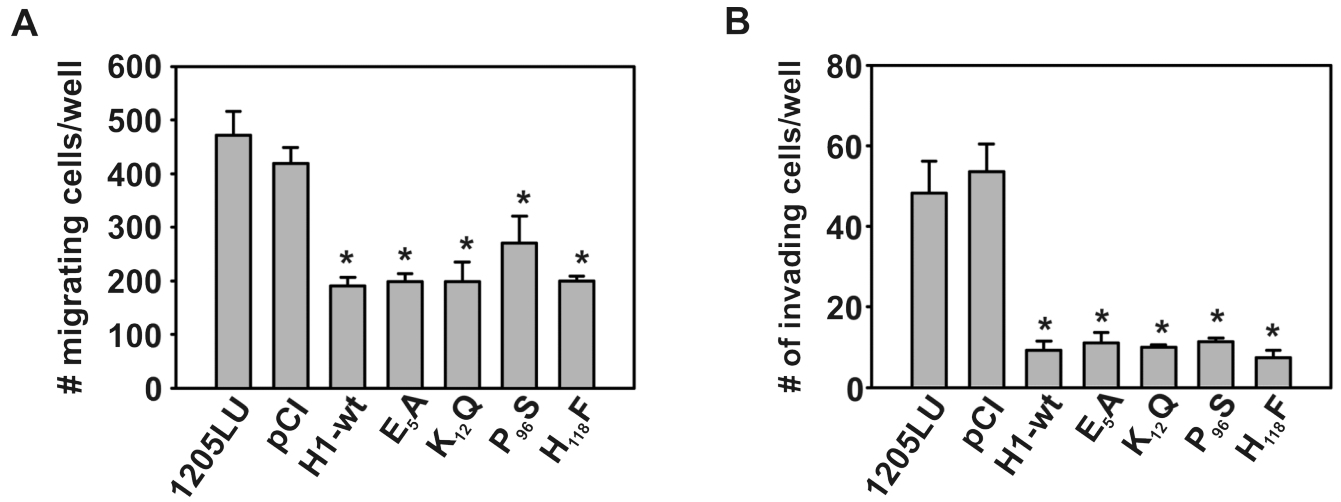 A
# migrating cells/well
600
500
400
300
200
100
0
* * * * *
1205LU
pCI
H1-wt
E₅A
K₁₂Q
P₉₆S
H₁₁₈F
B
# of invading cells/well
80
60
40
20
0
* * * * *
1205LU
pCI
H1-wt
E₅A
K₁₂Q
P₉₆S
H₁₁₈F